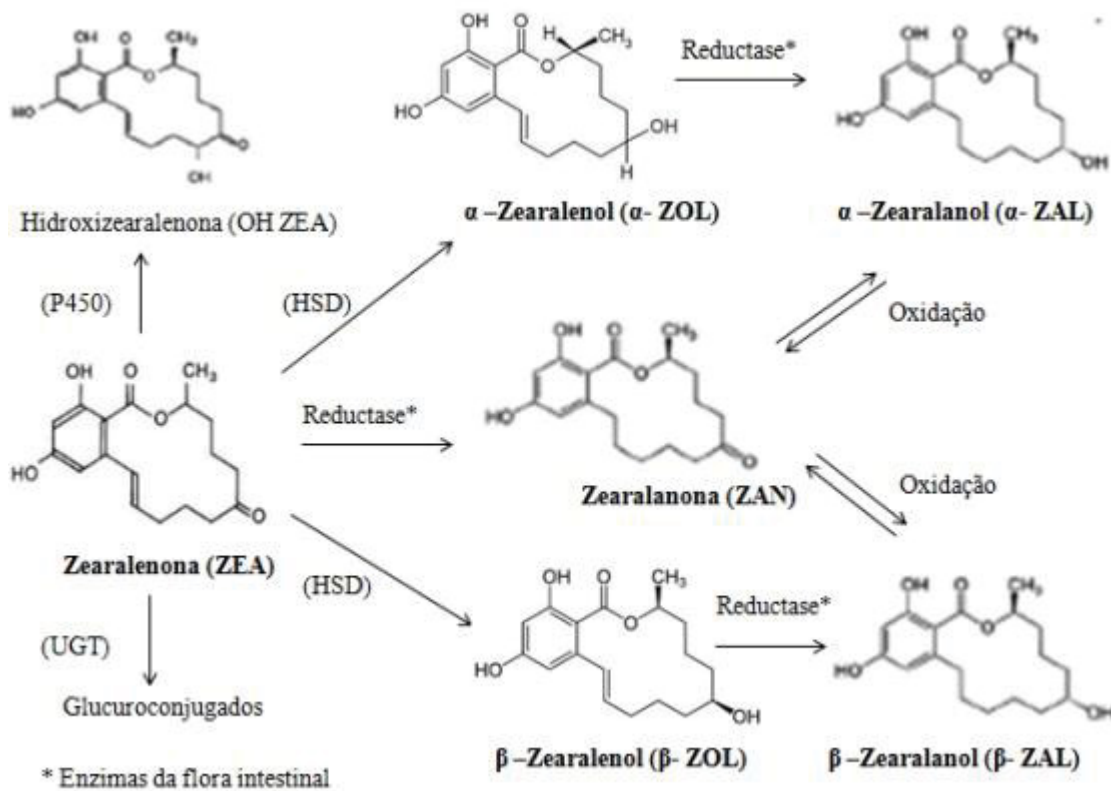 OH
O
CH₃
HO
O
O
OH
Hidroxizearalenona (OH ZEA)
(P450)
OH
O
CH₃
O
HO
O
Zearalenona (ZEA)
(UGT)
Glucuroconjugados
* Enzimas da flora intestinal
(HSD)
Reductase*
(HSD)
OH
O
H
CH₃
O
HO
OH
H
α –Zearalenol (α- ZOL)
Reductase*
OH
O
CH₃
O
HO
OH
α –Zearalanol (α- ZAL)
Oxidação
OH
O
CH₃
O
HO
O
Zearalanona (ZAN)
Oxidação
OH
O
CH₃
O
HO
OH
β –Zearalenol (β- ZOL)
Reductase*
OH
O
CH₃
O
HO
OH
β –Zearalanol (β- ZAL)